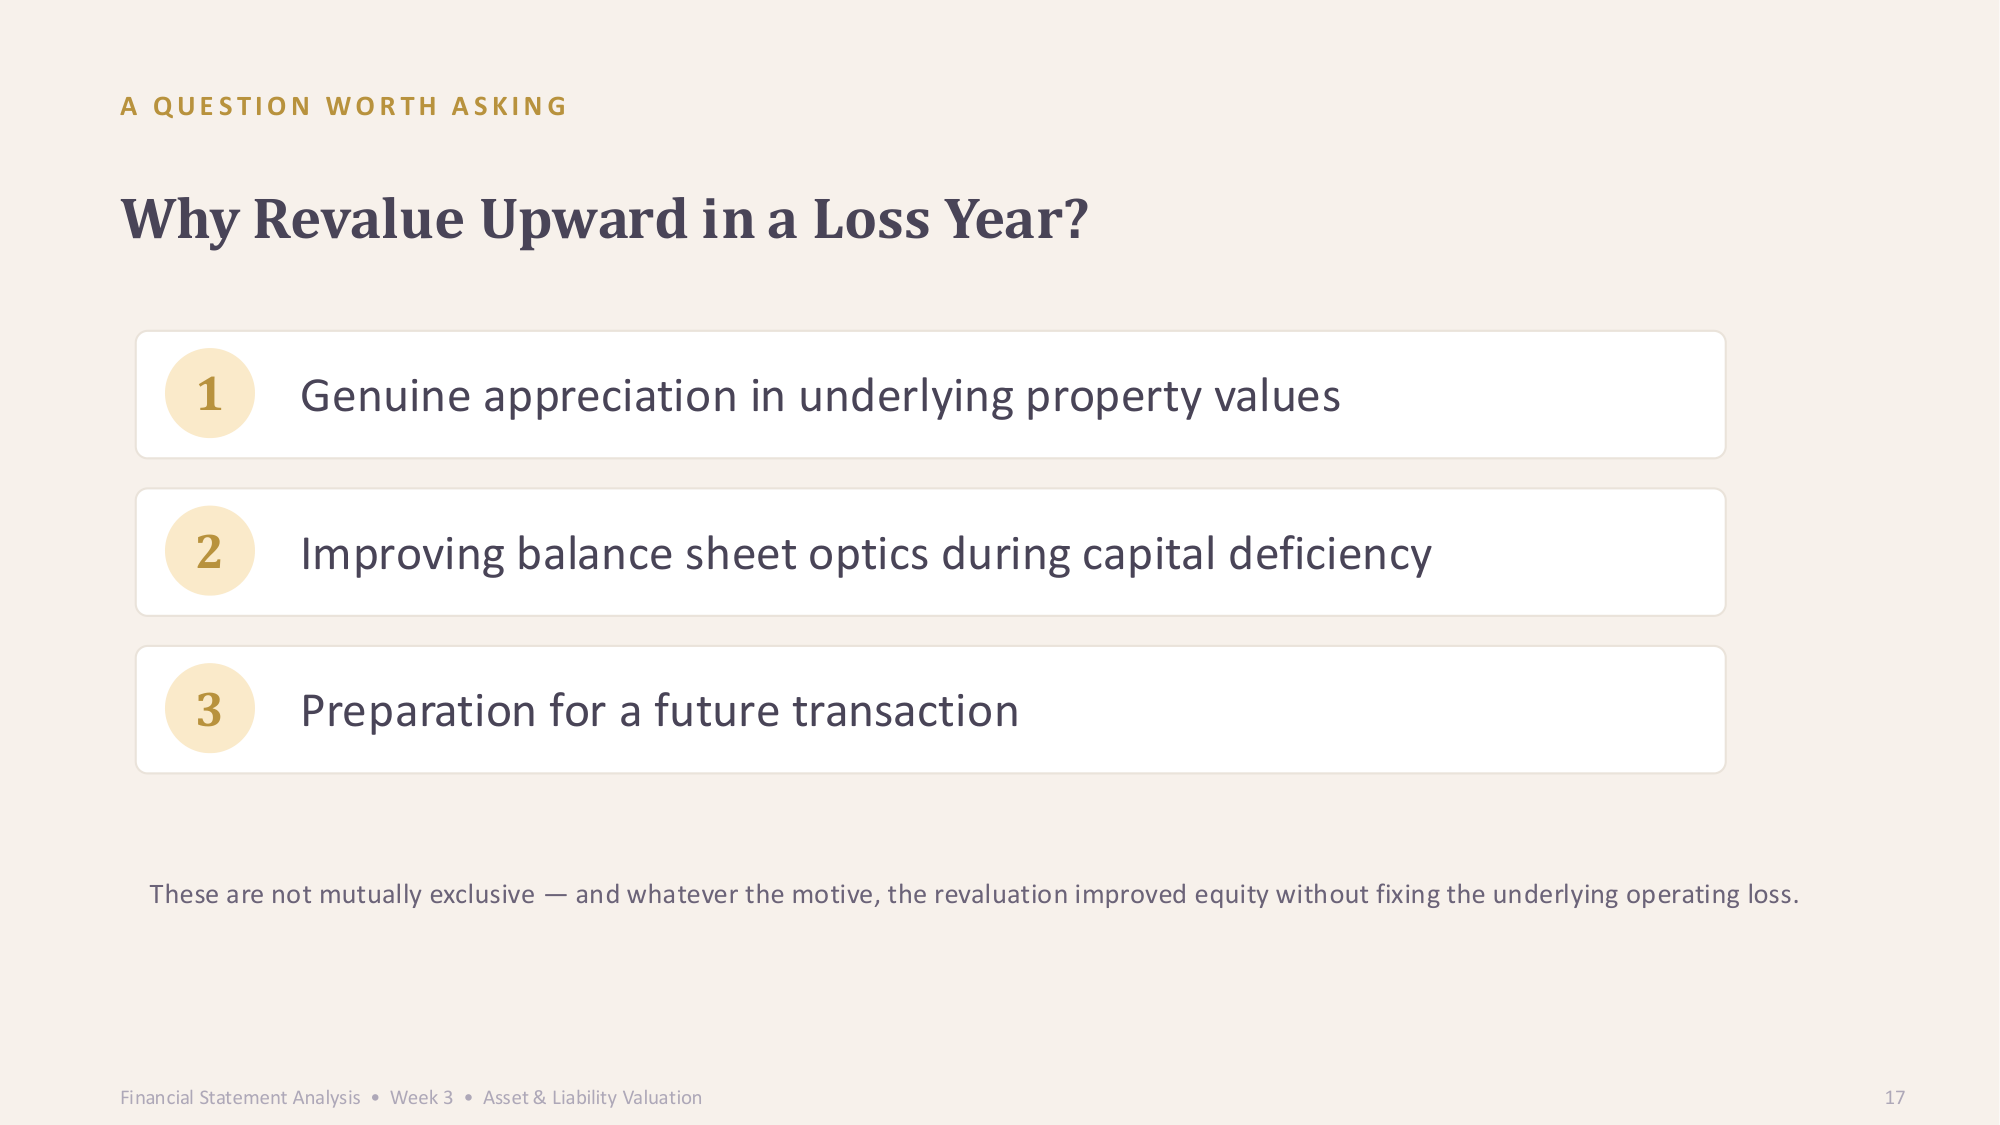 A QUESTION WORTH ASKING
Why Revalue Upward in a Loss Year?
1 Genuine appreciation in underlying property values
2 Improving balance sheet optics during capital deficiency
3 Preparation for a future transaction
These are not mutually exclusive — and whatever the motive, the revaluation improved equity without fixing the underlying operating loss.
Financial Statement Analysis • Week 3 • Asset & Liability Valuation 17